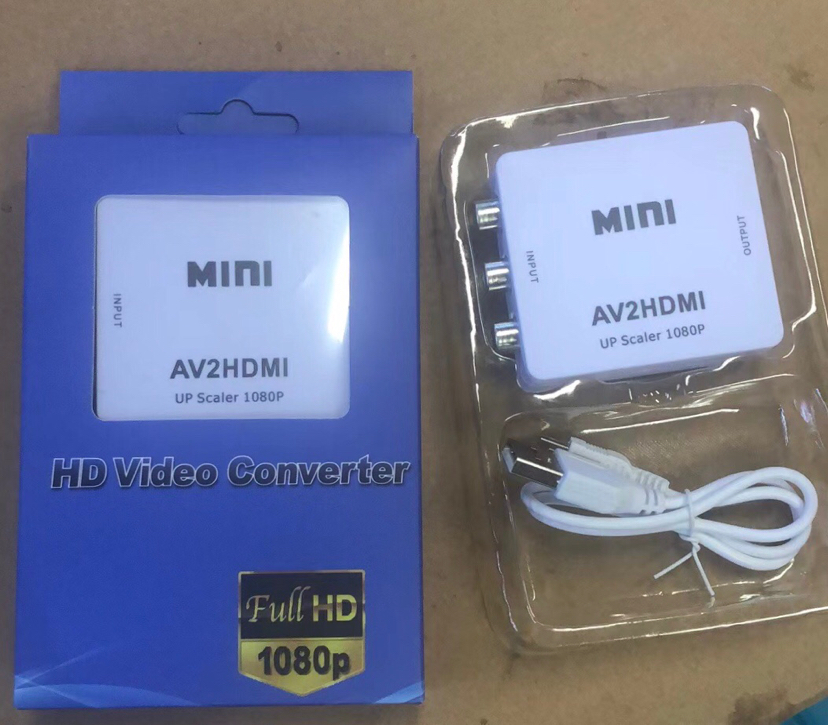 MINI
INPUT
AV2HDMI
UP Scaler 1080P
HD Video Converter
Full HD
1080p
MINI
INPUT
OUTPUT
AV2HDMI
UP Scaler 1080P